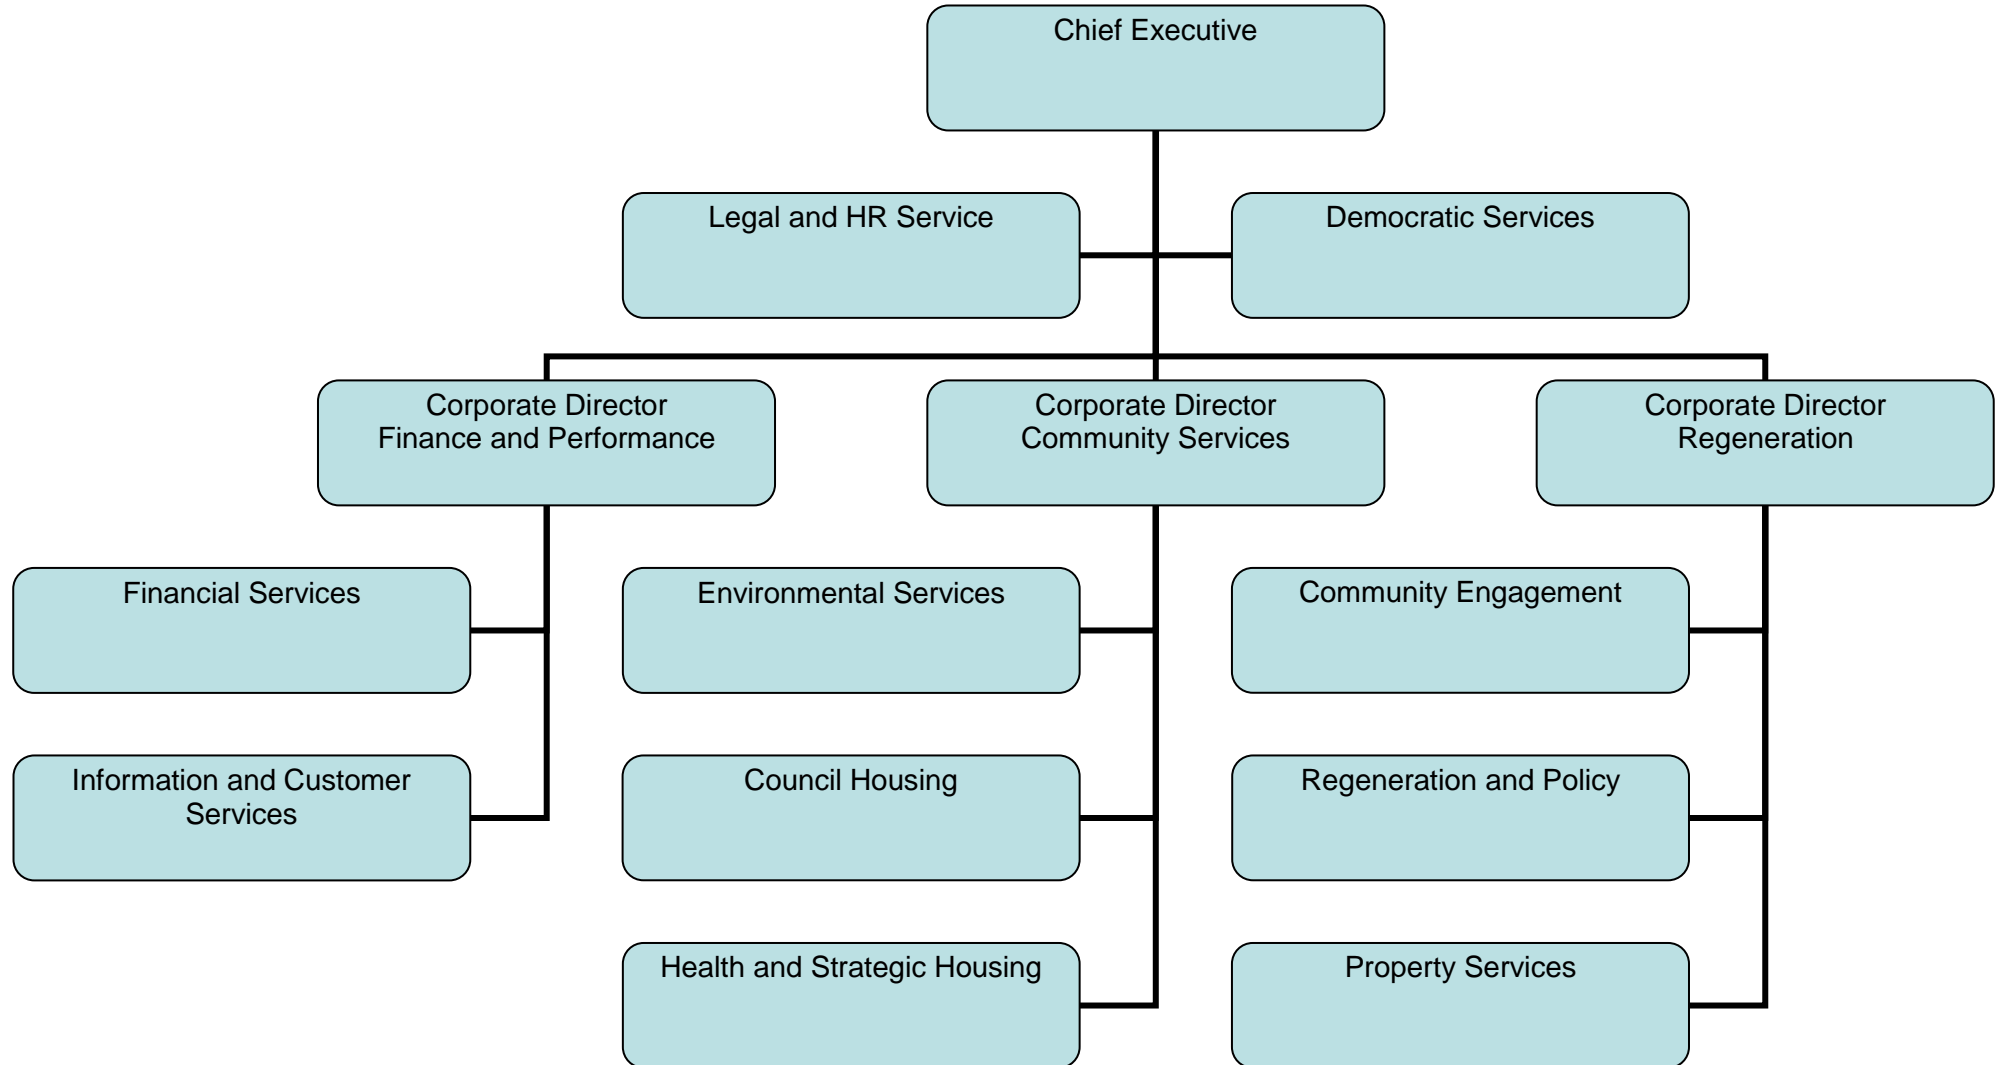 Chief Executive
Legal and HR Service
Democratic Services
Corporate Director
Finance and Performance
Corporate Director
Community Services
Corporate Director
Regeneration
Financial Services
Environmental Services
Community Engagement
Information and Customer
Services
Council Housing
Regeneration and Policy
Health and Strategic Housing
Property Services